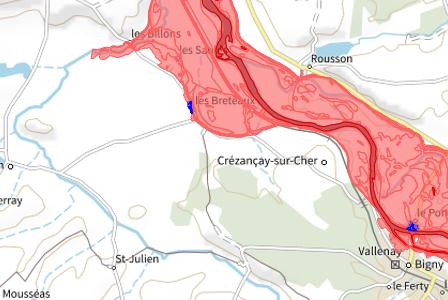 les Billons
les Sau
Rousson
les Breteaux
Crézançay-sur-Cher
n
erray
le Pon
Vallenay
Bigny
St-Julien
le Ferty
Mousséas